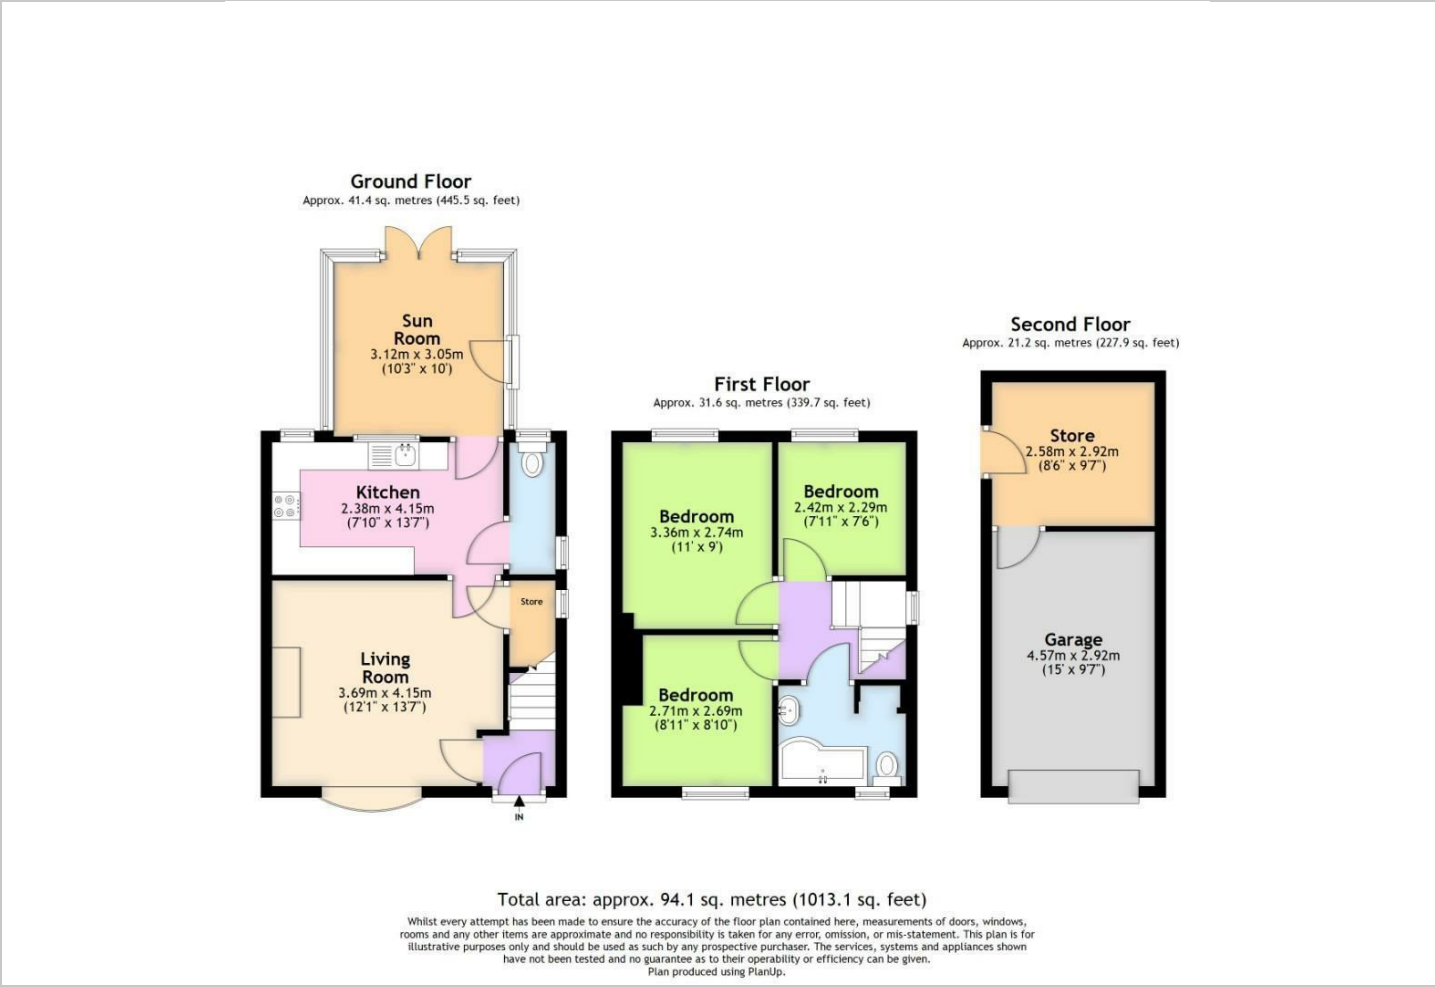 Ground Floor
Approx. 41.4 sq. metres (445.5 sq. feet)
Sun
Room
3.12m x 3.05m
(10'3" x 10')
Kitchen
2.38m x 4.15m
(7'10" x 13'7")
Store
Living
Room
3.69m x 4.15m
(12'1" x 13'7")
IN
First Floor
Approx. 31.6 sq. metres (339.7 sq. feet)
Bedroom
3.36m x 2.74m
(11' x 9')
Bedroom
2.42m x 2.29m
(7'11" x 7'6")
Bedroom
2.71m x 2.69m
(8'11" x 8'10")
Second Floor
Approx. 21.2 sq. metres (227.9 sq. feet)
Store
2.58m x 2.92m
(8'6" x 9'7")
Garage
4.57m x 2.92m
(15' x 9'7")
Total area: approx. 94.1 sq. metres (1013.1 sq. feet)
Whilst every attempt has been made to ensure the accuracy of the floor plan contained here, measurements of doors, windows,
rooms and any other items are approximate and no responsibility is taken for any error, omission, or mis-statement. This plan is for
illustrative purposes only and should be used as such by any prospective purchaser. The services, systems and appliances shown
have not been tested and no guarantee as to their operability or efficiency can be given.
Plan produced using PlanUp.